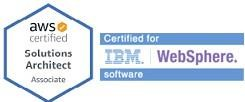 aws
certified
Solutions
Architect
Associate
Certified for
IBM. WebSphere.
software